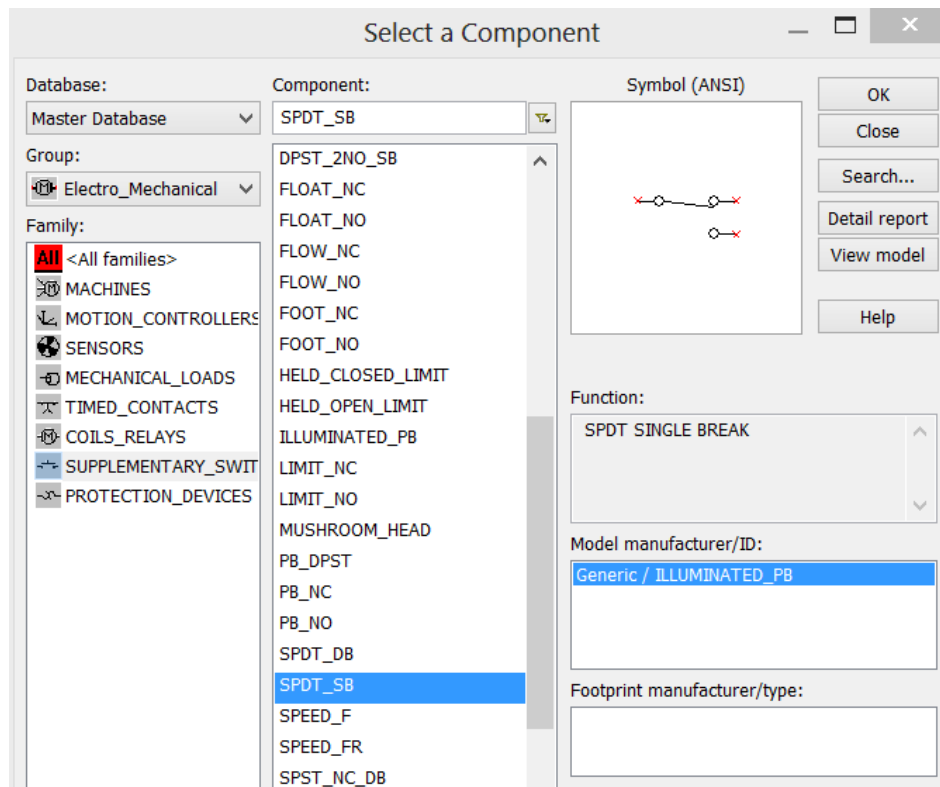 Select a Component
Database:
Master Database
Group:
Electro_Mechanical
Family:
All <All families>
MACHINES
MOTION_CONTROLLERS
SENSORS
MECHANICAL_LOADS
TIMED_CONTACTS
COILS_RELAYS
SUPPLEMENTARY_SWIT
PROTECTION_DEVICES
Component:
SPDT_SB
DPST_2NO_SB
FLOAT_NC
FLOAT_NO
FLOW_NC
FLOW_NO
FOOT_NC
FOOT_NO
HELD_CLOSED_LIMIT
HELD_OPEN_LIMIT
ILLUMINATED_PB
LIMIT_NC
LIMIT_NO
MUSHROOM_HEAD
PB_DPST
PB_NC
PB_NO
SPDT_DB
SPDT_SB
SPEED_F
SPEED_FR
SPST_NC_DB
Symbol (ANSI)
Function:
SPDT SINGLE BREAK
Model manufacturer/ID:
Generic / ILLUMINATED_PB
Footprint manufacturer/type:
OK
Close
Search...
Detail report
View model
Help